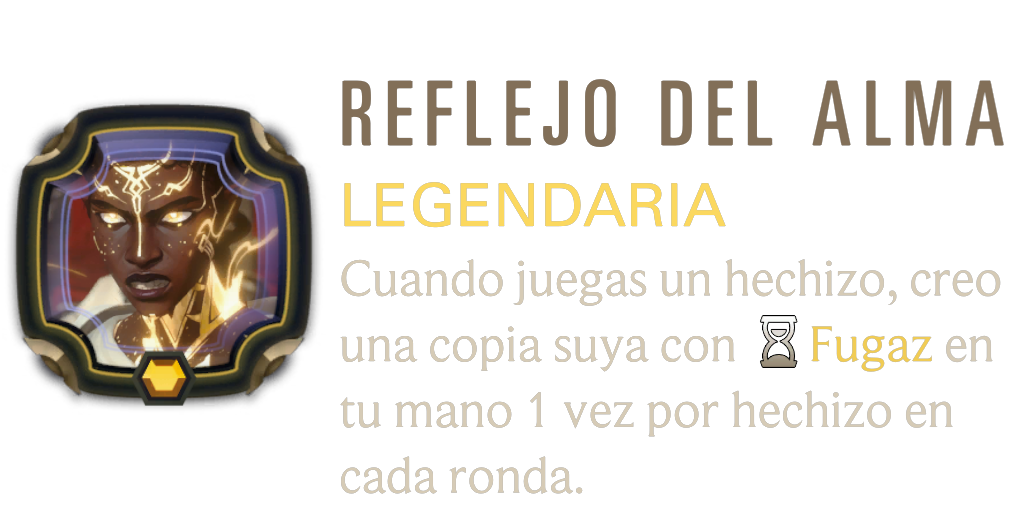 REFLEJO DEL ALMA
LEGENDARIA
Cuando juegas un hechizo, creo
una copia suya con Fugaz en
tu mano 1 vez por hechizo en
cada ronda.